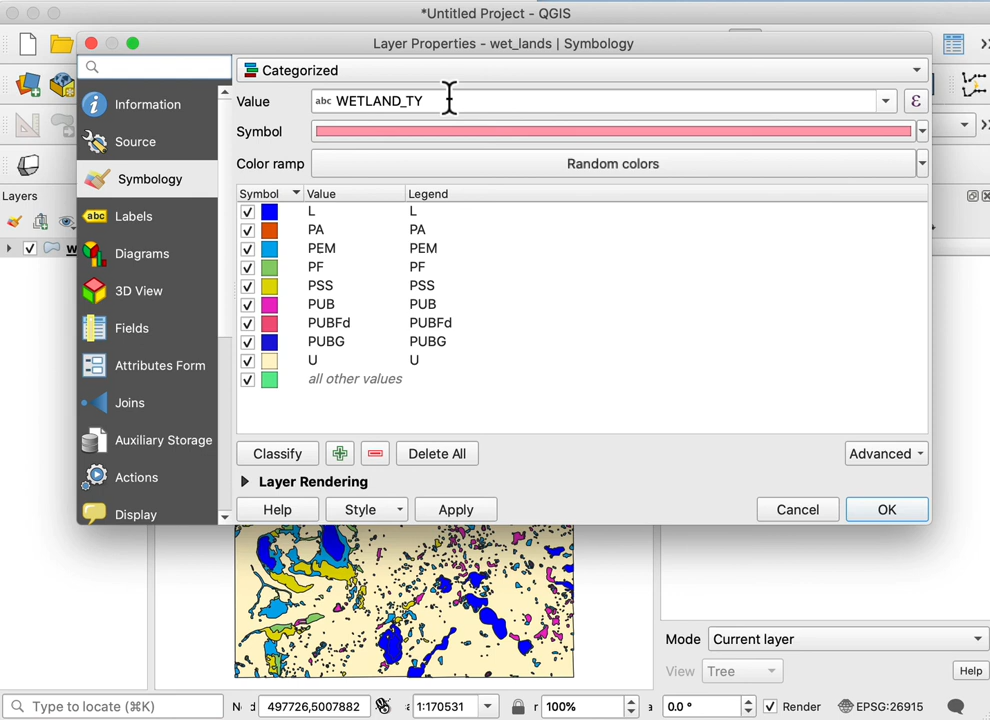 *Untitled Project - QGIS
Layer Properties - wet_lands | Symbology
Categorized
Information
Value
abc WETLAND_TY
ε
Source
Symbol
Symbology
Color ramp
Random colors
Layers
Symbol Value Legend
L L
abc Labels
PA PA
PEM PEM
Diagrams
PF PF
3D View
PSS PSS
PUB PUB
Fields
PUBFd PUBFd
PUBG PUBG
Attributes Form
U U
all other values
Joins
Auxiliary Storage
Classify
Delete All
Advanced
Actions
Layer Rendering
Display
Help
Style
Apply
Cancel
OK
Mode Current layer
View Tree
Help
Type to locate (⌘K)
497726,5007882
1:170531
100%
0.0 °
Render
EPSG:26915